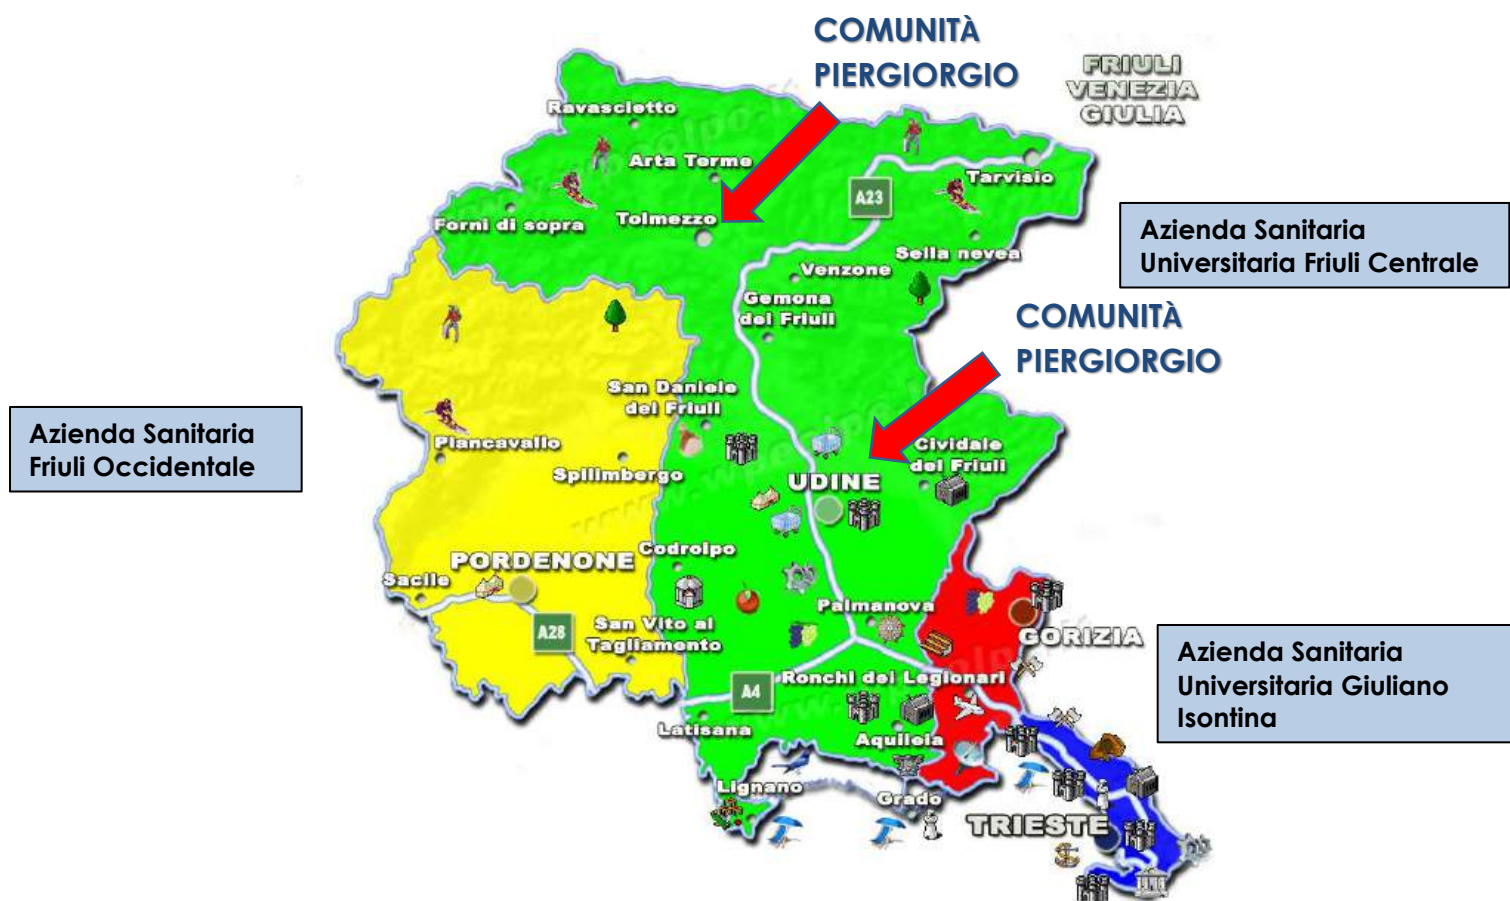 COMUNITÀ
PIERGIORGIO
FRIULI
VENEZIA
GIULIA
Ravascletto
Arta Terme
Tarvisio
A23
Forni di sopra
Tolmezzo
Azienda Sanitaria
Universitaria Friuli Centrale
Sella nevea
Venzone
Gemona
del Friuli
COMUNITÀ
PIERGIORGIO
San Daniele
del Friuli
Azienda Sanitaria
Friuli Occidentale
Piancavallo
Spilimbergo
Cividale
del Friuli
UDINE
Codroipo
PORDENONE
Sacile
Palmanova
A28
San Vito al
Tagliamento
GORIZIA
Azienda Sanitaria
Universitaria Giuliano
Isontina
Ronchi dei Legionari
A4
Latisana
Aquileia
Lignano
Grado
TRIESTE